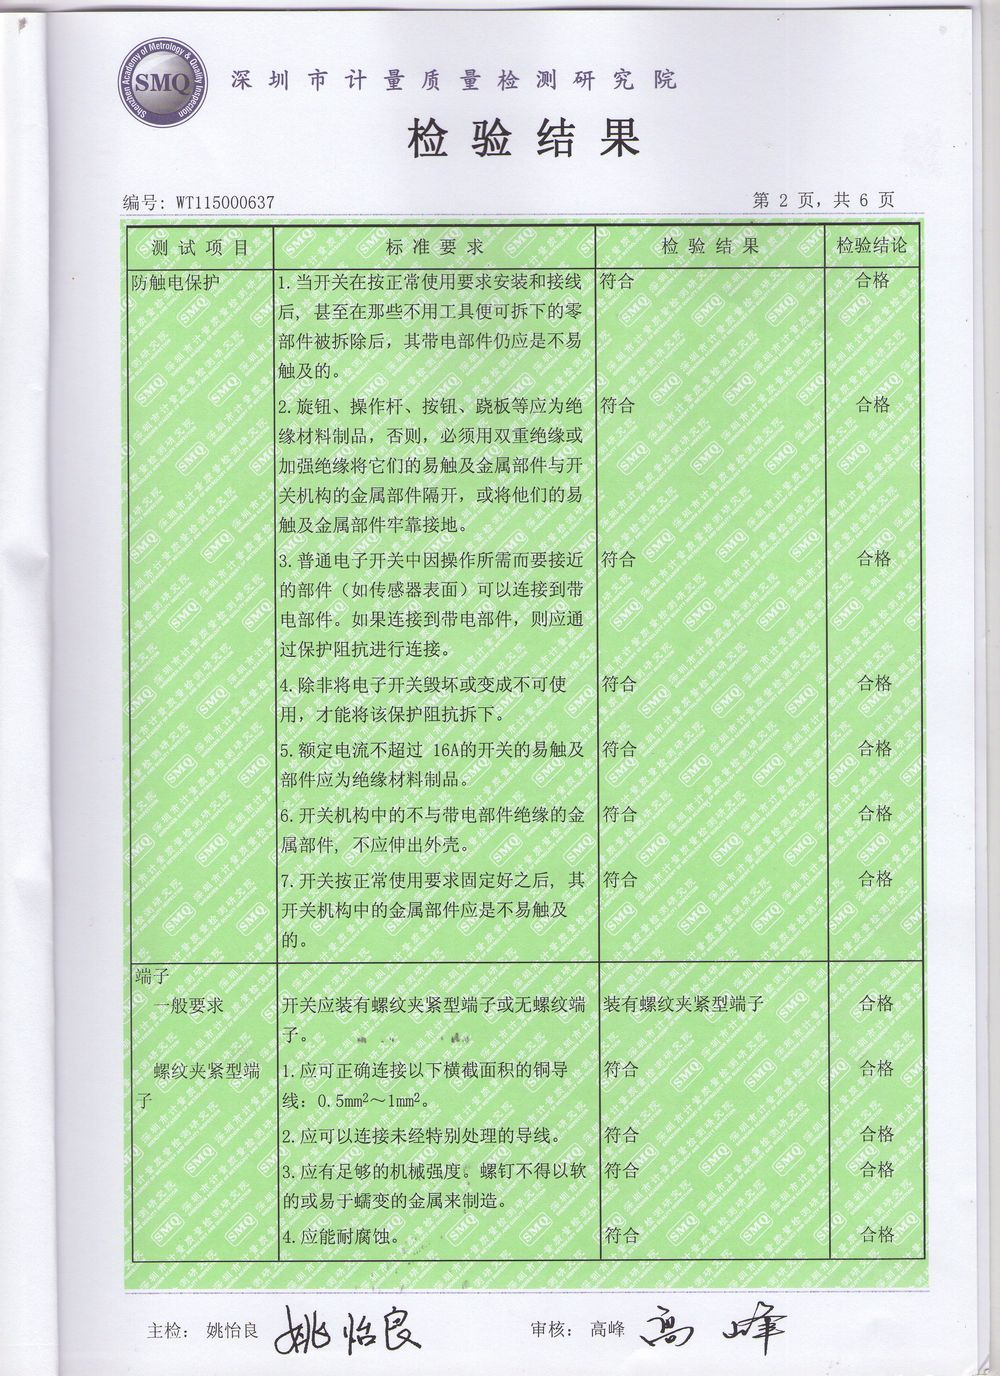 Shenzhen Academy of Metrology & Quality Inspection
SMQ
深圳市计量质量检测研究院
检验结果
编号: WT115000637
第 2 页，共 6 页
测试项目 标准要求 检验结果 检验结论
防触电保护 1.当开关在按正常使用要求安装和接线 符合 合格
后, 甚至在那些不用工具便可拆下的零
部件被拆除后，其带电部件仍应是不易
触及的。
2.旋钮、操作杆、按钮、跷板等应为绝 符合 合格
缘材料制品，否则，必须用双重绝缘或
加强绝缘将它们的易触及金属部件与开
关机构的金属部件隔开，或将他们的易
触及金属部件牢靠接地。
3.普通电子开关中因操作所需而要接近 符合 合格
的部件（如传感器表面）可以连接到带
电部件。如果连接到带电部件，则应通
过保护阻抗进行连接。
4.除非将电子开关毁坏或变成不可使 符合 合格
用，才能将该保护阻抗拆下。
5.额定电流不超过 16A的开关的易触及 符合 合格
部件应为绝缘材料制品。
6.开关机构中的不与带电部件绝缘的金 符合 合格
属部件, 不应伸出外壳。
7.开关按正常使用要求固定好之后, 其 符合 合格
开关机构中的金属部件应是不易触及
的。
端子
一般要求 开关应装有螺纹夹紧型端子或无螺纹端 装有螺纹夹紧型端子 合格
子。
螺纹夹紧型端 1.应可正确连接以下横截面积的铜导 符合 合格
子 线: 0.5mm²～1mm²。
2.应可以连接未经特别处理的导线。 符合 合格
3.应有足够的机械强度。螺钉不得以软 符合 合格
的或易于蠕变的金属来制造。
4.应能耐腐蚀。 符合 合格
主检: 姚怡良 姚怡良 审核: 高峰 高峰